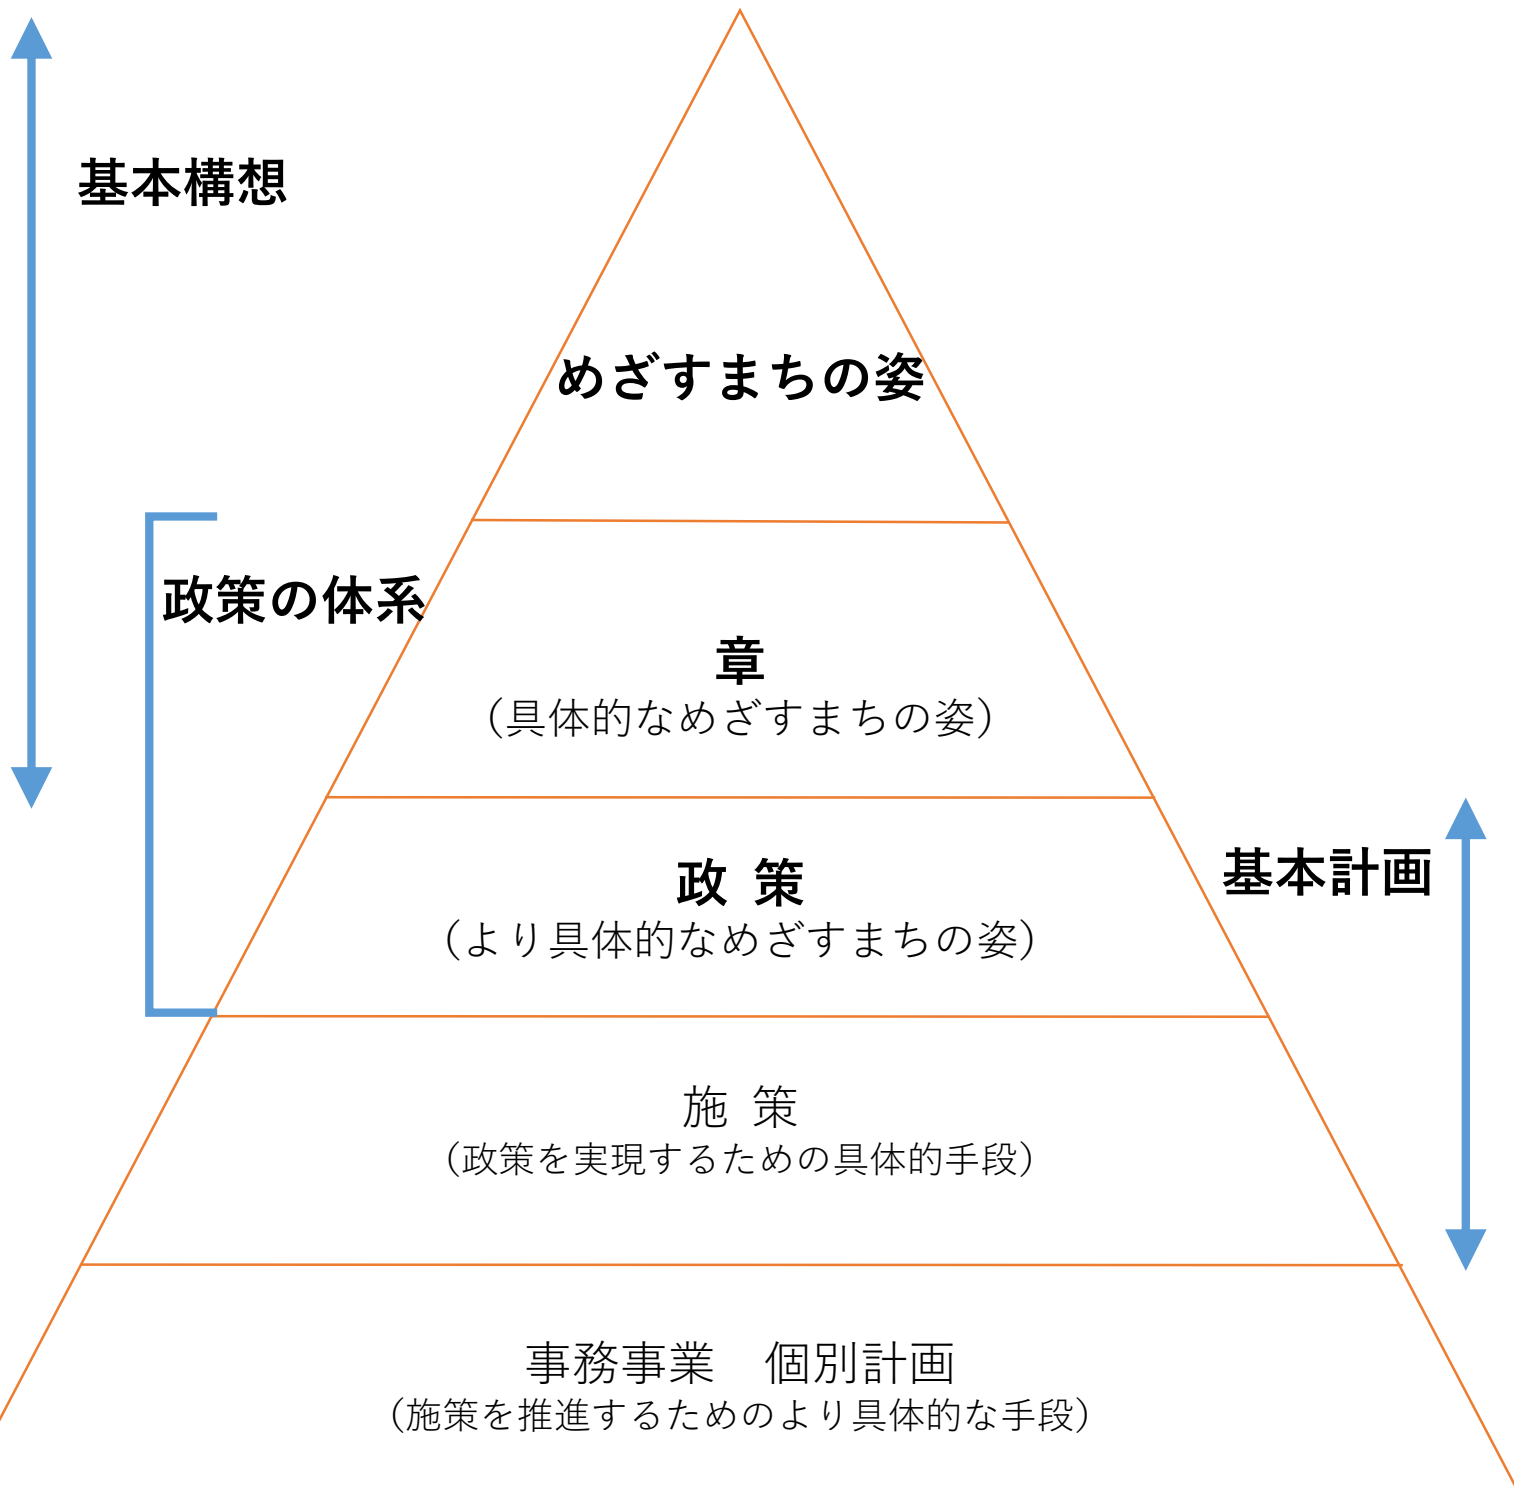 基本構想
めざすまちの姿
政策の体系
章
（具体的なめざすまちの姿）
政 策
（より具体的なめざすまちの姿）
基本計画
施 策
（政策を実現するための具体的手段）
事務事業　個別計画
（施策を推進するためのより具体的な手段）